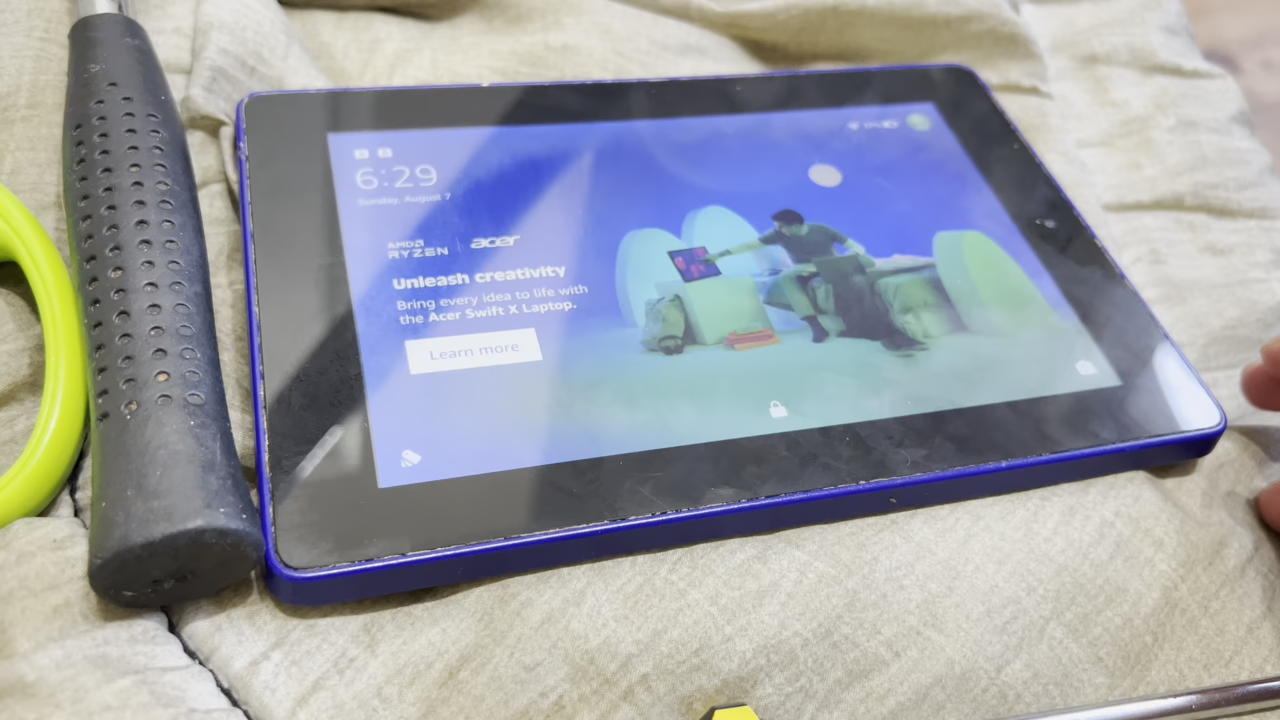 6:29
Sunday, August 7
AMD
RYZEN
acer
Unleash creativity
Bring every idea to life with
the Acer Swift X Laptop.
Learn more